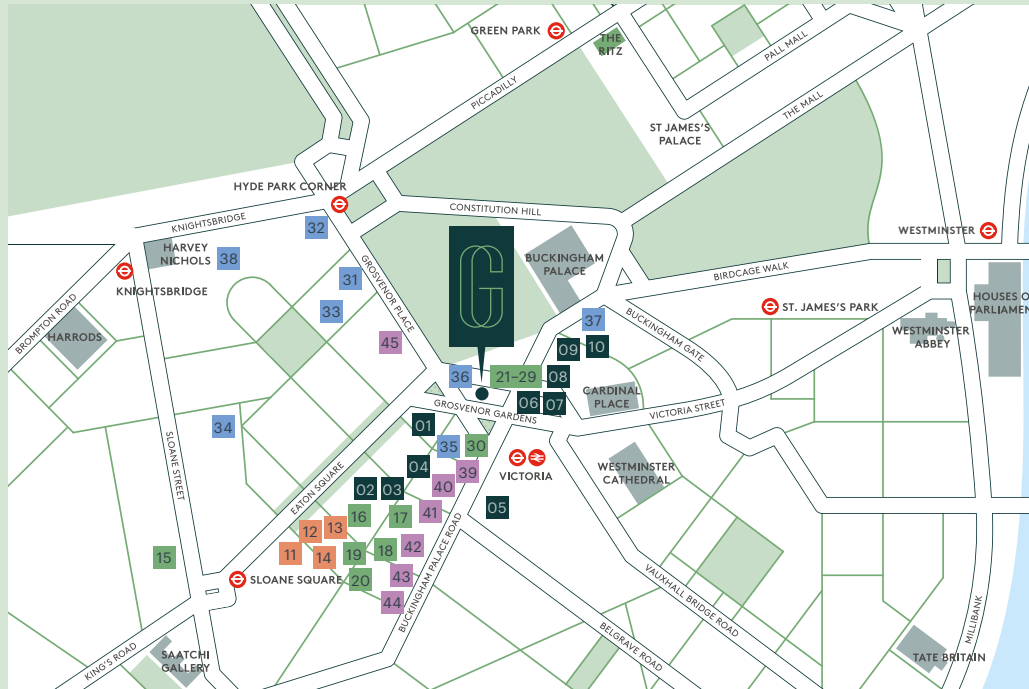 GREEN PARK
THE
RITZ
PALL MALL
PICCADILLY
THE MALL
ST JAMES'S
PALACE
HYDE PARK CORNER
CONSTITUTION HILL
KNIGHTSBRIDGE
32
WESTMINSTER
HARVEY
NICHOLS
38
G
BUCKINGHAM
PALACE
GROSVENOR PLACE
31
BIRDCAGE WALK
KNIGHTSBRIDGE
BROMPTON ROAD
33
37
BUCKINGHAM GATE
ST. JAMES'S PARK
HOUSES O
PARLIAMEN
WESTMINSTER
ABBEY
HARRODS
45
09
10
36
21–29
08
06
07
CARDINAL
PLACE
GROSVENOR GARDENS
VICTORIA STREET
34
01
35
30
SLOANE STREET
VICTORIA
04
39
WESTMINSTER
CATHEDRAL
EATON SQUARE
02
03
40
05
16
17
41
12
13
11
14
19
18
42
15
SLOANE SQUARE
20
43
44
BUCKINGHAM PALACE ROAD
VAUXHALL BRIDGE ROAD
BELGRAVE ROAD
MILLBANK
KING'S ROAD
SAATCHI
GALLERY
TATE BRITAIN